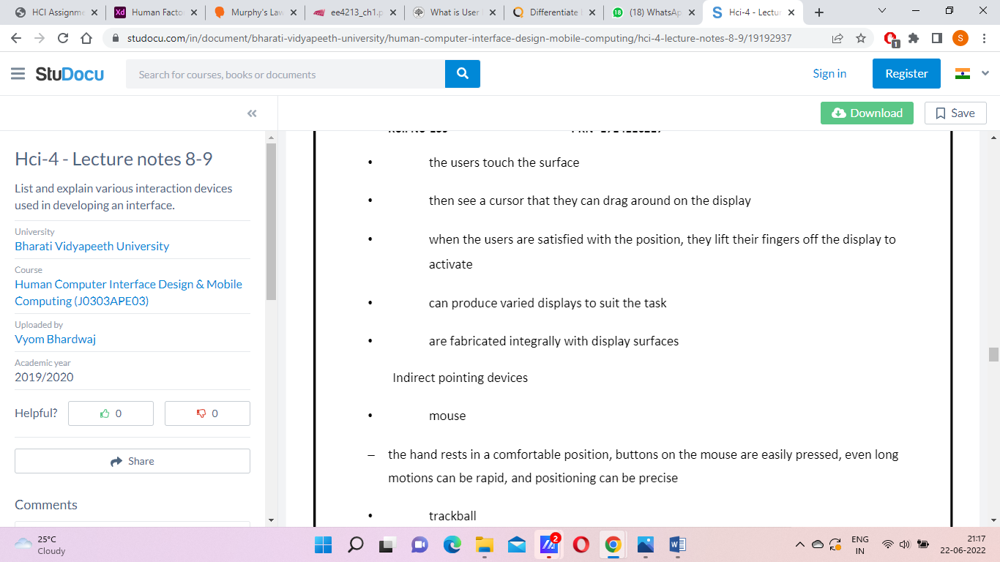 HCI Assignm
Human Facto
Murphy's Law
ee4213_ch1.p
What is User
Differentiate
(18) WhatsAp
Hci-4 - Lectur
studocu.com/in/document/bharati-vidyapeeth-university/human-computer-interface-design-mobile-computing/hci-4-lecture-notes-8-9/19192937
StuDocu
Search for courses, books or documents
Sign in
Register
Download
Save
Hci-4 - Lecture notes 8-9
List and explain various interaction devices
used in developing an interface.
University
Bharati Vidyapeeth University
Course
Human Computer Interface Design & Mobile
Computing (J0303APE03)
Uploaded by
Vyom Bhardwaj
Academic year
2019/2020
Helpful?
0
0
Share
Comments
• the users touch the surface
• then see a cursor that they can drag around on the display
• when the users are satisfied with the position, they lift their fingers off the display to
activate
• can produce varied displays to suit the task
• are fabricated integrally with display surfaces
Indirect pointing devices
• mouse
– the hand rests in a comfortable position, buttons on the mouse are easily pressed, even long
motions can be rapid, and positioning can be precise
• trackball
25°C
Cloudy
2
ENG
IN
21:17
22-06-2022